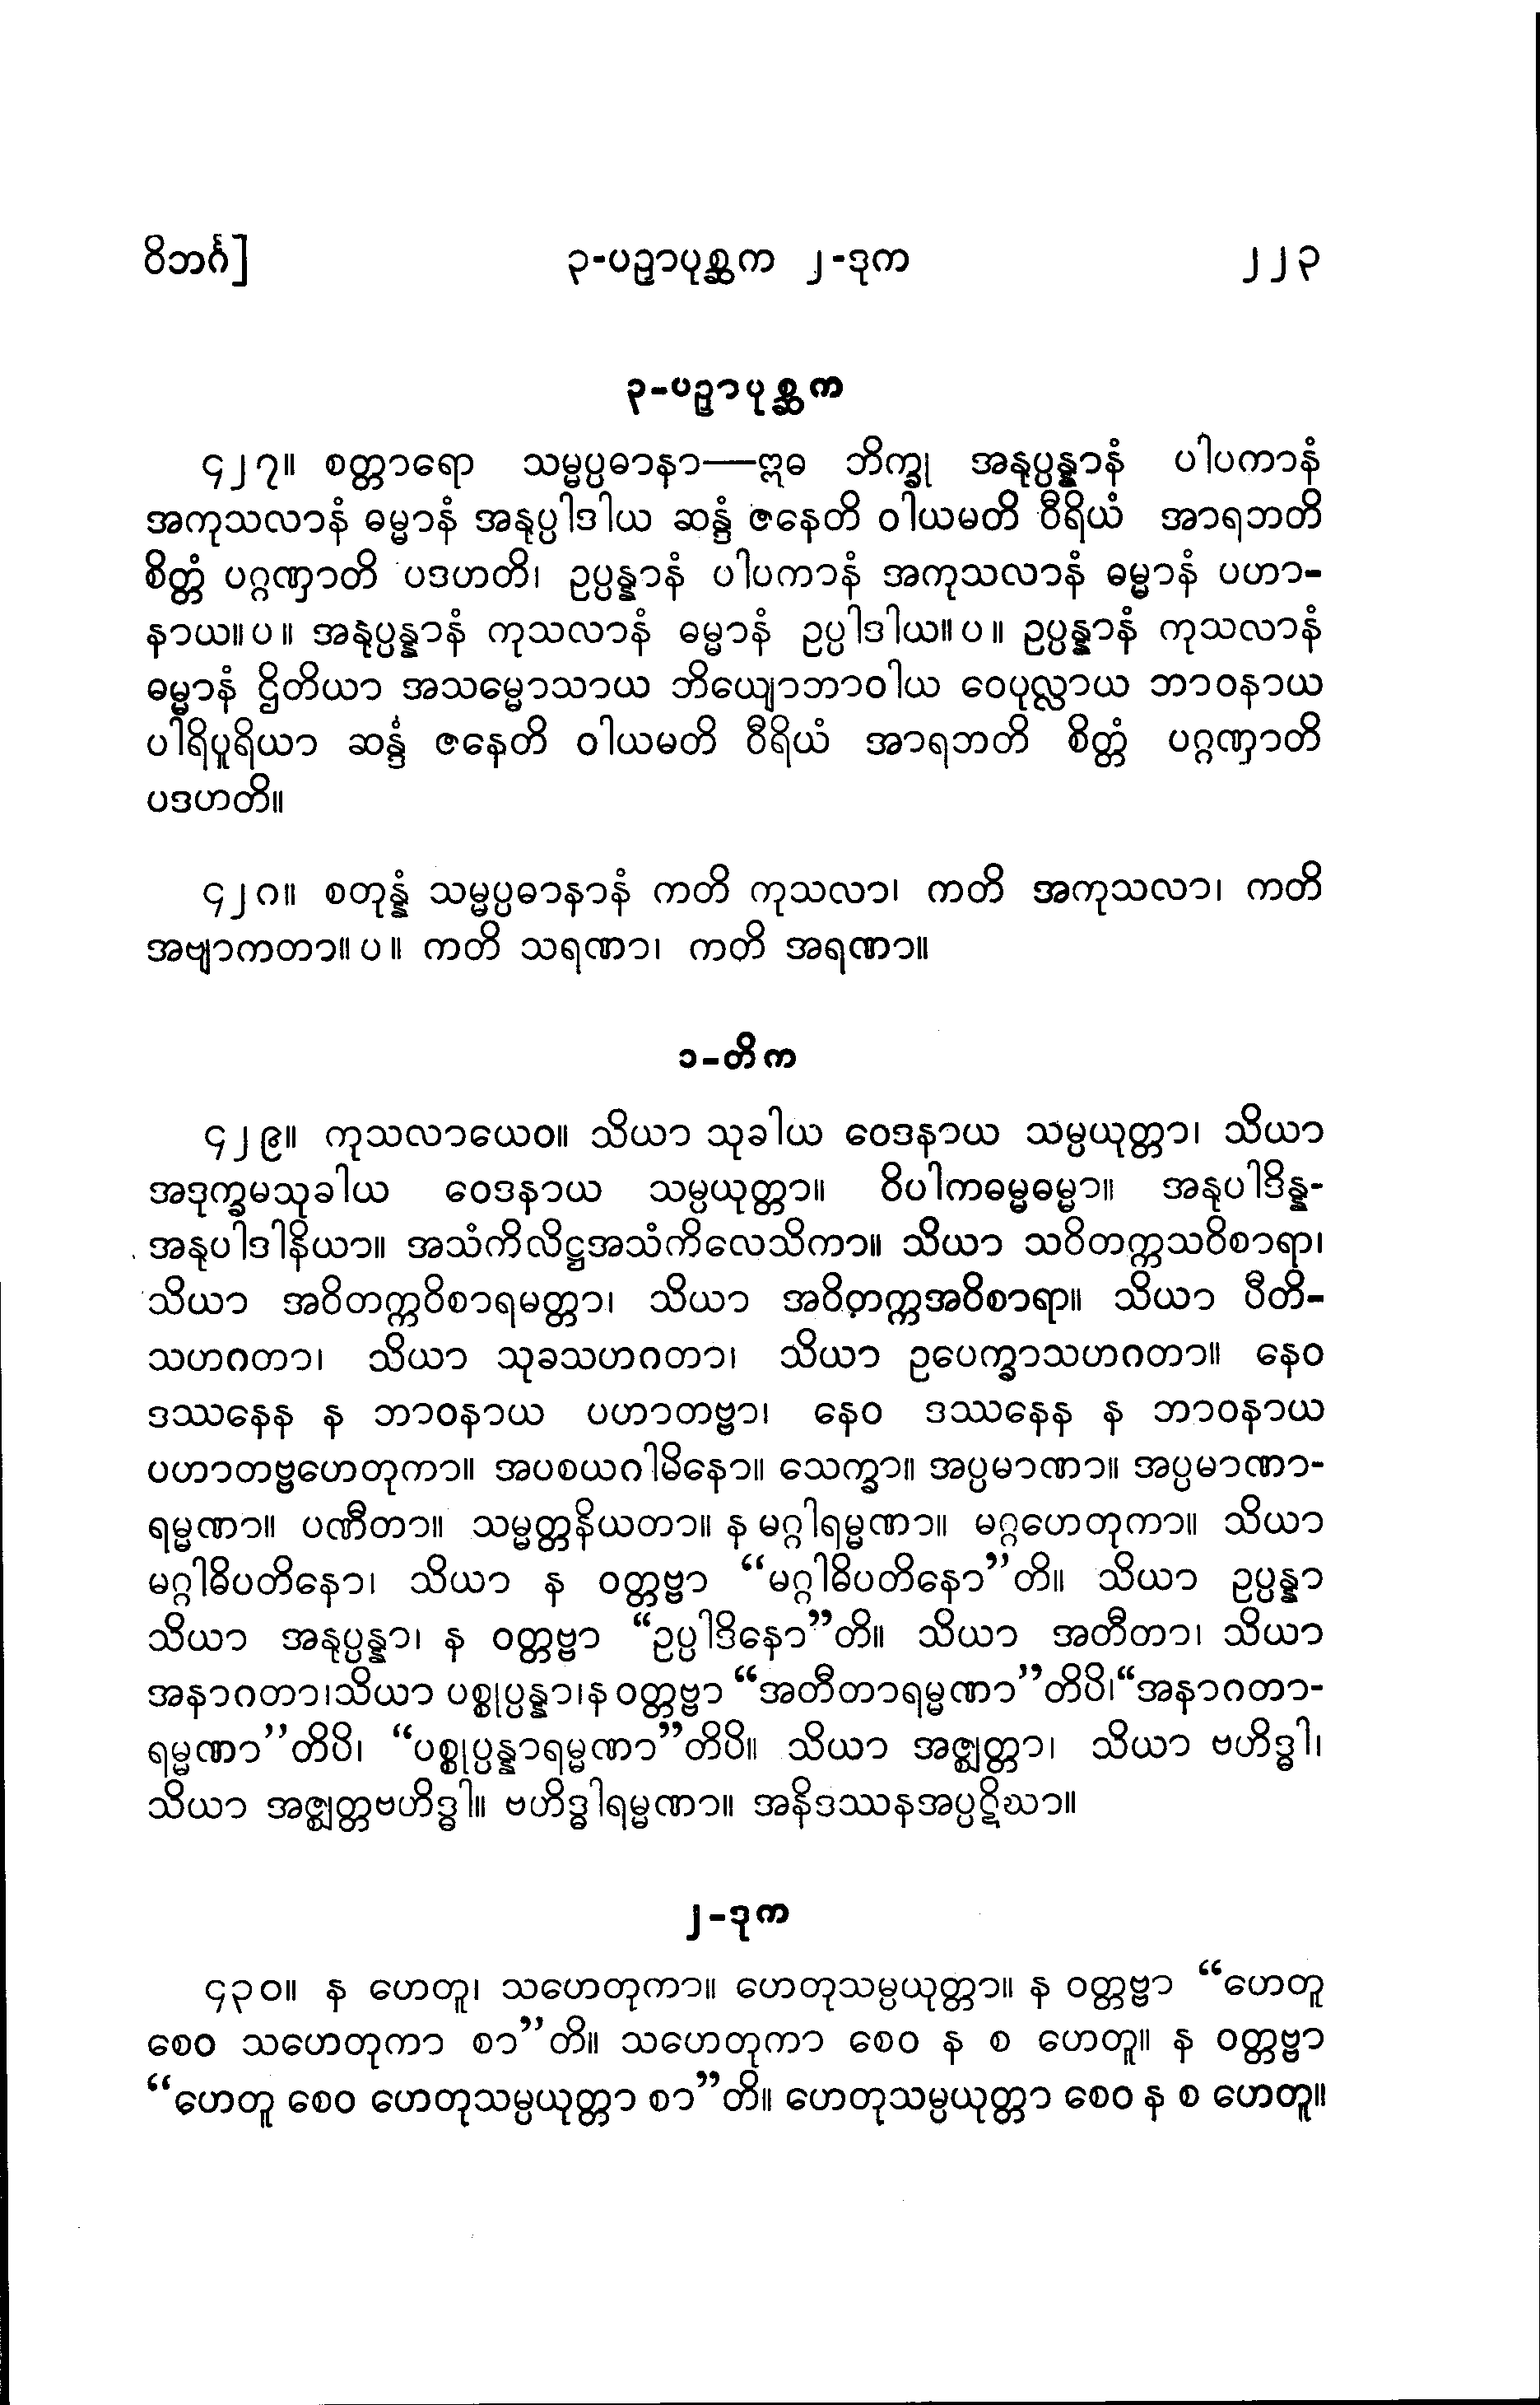 ဝိဘင်္ဂ]
၃-ပဉှာပုစ္ဆက ၂-ဒုက
၂၂၃
၃-ပဉှာပုစ္ဆက
၄၂၇။ စတ္တာရော သမ္မပ္ပဓာနာ—ဣဓ ဘိက္ခု အနုပ္ပန္နာနံ ပါပကာနံ
အကုသလာနံ ဓမ္မာနံ အနုပ္ပါဒါယ ဆန္ဒံ ဇနေတိ ဝါယမတိ ဝီရိယံ အာရဘတိ
စိတ္တံ ပဂ္ဂဏှာတိ ပဒဟတိ၊ ဥပ္ပန္နာနံ ပါပကာနံ အကုသလာနံ ဓမ္မာနံ ပဟာ-
နာယ။ပ။ အနုပ္ပန္နာနံ ကုသလာနံ ဓမ္မာနံ ဥပ္ပါဒါယ။ပ။ ဥပ္ပန္နာနံ ကုသလာနံ
ဓမ္မာနံ ဌိတိယာ အသမ္မောသာယ ဘိယျောဘာဝါယ ဝေပုလ္လာယ ဘာဝနာယ
ပါရိပူရိယာ ဆန္ဒံ ဇနေတိ ဝါယမတိ ဝီရိယံ အာရဘတိ စိတ္တံ ပဂ္ဂဏှာတိ
ပဒဟတိ။
၄၂၈။ စတုန္နံ သမ္မပ္ပဓာနာနံ ကတိ ကုသလာ၊ ကတိ အကုသလာ၊ ကတိ
အဗျာကတာ။ပ။ ကတိ သရဏာ၊ ကတိ အရဏာ။
၁-တိက
၄၂၉။ ကုသလာယေဝ။ သိယာ သုခါယ ဝေဒနာယ သမ္ပယုတ္တာ၊ သိယာ
အဒုက္ခမသုခါယ ဝေဒနာယ သမ္ပယုတ္တာ။ ဝိပါကဓမ္မဓမ္မာ။ အနုပါဒိန္န-
အနုပါဒါနိယာ။ အသံကိလိဋ္ဌအသံကိလေသိကာ။ သိယာ သဝိတက္ကသဝိစာရာ၊
သိယာ အဝိတက္ကဝိစာရမတ္တာ၊ သိယာ အဝိတက္ကအဝိစာရာ။ သိယာ ပီတိ-
သဟဂတာ၊ သိယာ သုခသဟဂတာ၊ သိယာ ဥပေက္ခာသဟဂတာ။ နေဝ
ဒဿနေန န ဘာဝနာယ ပဟာတဗ္ဗာ၊ နေဝ ဒဿနေန န ဘာဝနာယ
ပဟာတဗ္ဗဟေတုကာ။ အပစယဂါမိနော။ သေက္ခာ။ အပ္ပမာဏာ။ အပ္ပမာဏာ-
ရမ္မဏာ။ ပဏီတာ။ သမ္မတ္တနိယတာ။ န မဂ္ဂါရမ္မဏာ။ မဂ္ဂဟေတုကာ။ သိယာ
မဂ္ဂါဓိပတိနော၊ သိယာ န ဝတ္တဗ္ဗာ “မဂ္ဂါဓိပတိနော”တိ။ သိယာ ဥပ္ပန္နာ
သိယာ အနုပ္ပန္နာ၊ န ဝတ္တဗ္ဗာ “ဥပ္ပါဒိနော”တိ။ သိယာ အတီတာ၊ သိယာ
အနာဂတာ၊သိယာ ပစ္စုပ္ပန္နာ၊န ဝတ္တဗ္ဗာ “အတီတာရမ္မဏာ”တိပိ၊“အနာဂတာ-
ရမ္မဏာ”တိပိ၊ “ပစ္စုပ္ပန္နာရမ္မဏာ”တိပိ။ သိယာ အဇ္ဈတ္တာ၊ သိယာ ဗဟိဒ္ဓါ၊
သိယာ အဇ္ဈတ္တဗဟိဒ္ဓါ။ ဗဟိဒ္ဓါရမ္မဏာ။ အနိဒဿနအပ္ပဋိဃာ။
၂-ဒုက
၄၃၀။ န ဟေတူ၊ သဟေတုကာ။ ဟေတုသမ္ပယုတ္တာ။ န ဝတ္တဗ္ဗာ “ဟေတူ
စေဝ သဟေတုကာ စာ”တိ။ သဟေတုကာ စေဝ န စ ဟေတူ။ န ဝတ္တဗ္ဗာ
“ဟေတူ စေဝ ဟေတုသမ္ပယုတ္တာ စာ”တိ။ ဟေတုသမ္ပယုတ္တာ စေဝ န စ ဟေတူ။